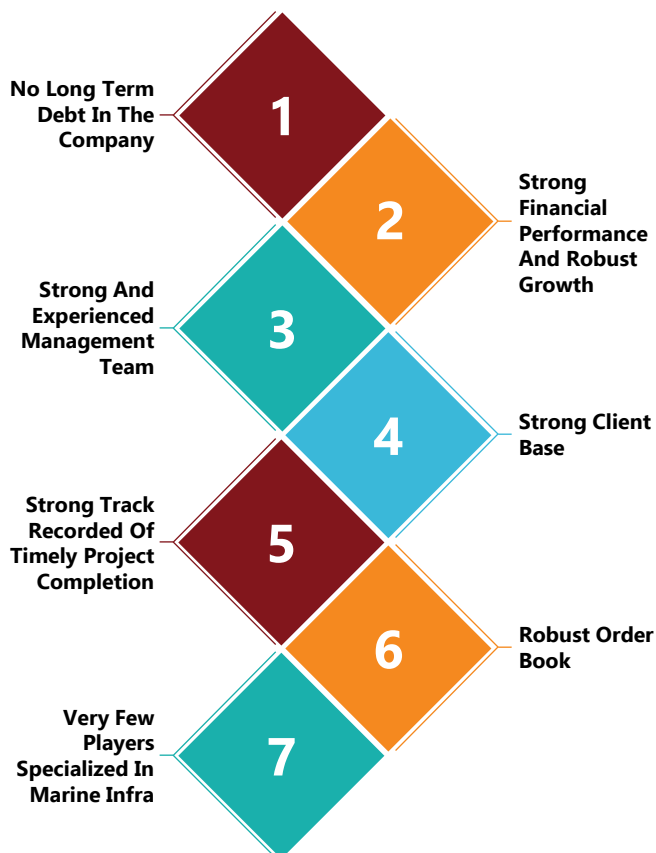 1
No Long Term
Debt In The
Company
2
Strong
Financial
Performance
And Robust
Growth
3
Strong And
Experienced
Management
Team
4
Strong Client
Base
5
Strong Track
Recorded Of
Timely Project
Completion
6
Robust Order
Book
7
Very Few
Players
Specialized In
Marine Infra